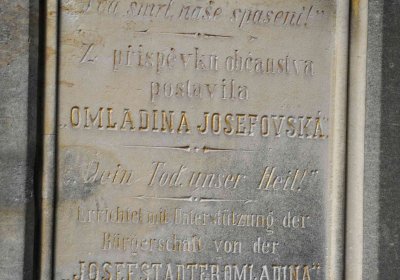 „Tvá smrt, naše spasení!"
Z příspěvku občanstva
postavila
„OMLADINA JOSEFOVSKÁ."
„Dein Tod, unser Heil!"
Errichtet mit Unterstützung der
Bürgerschaft von der
„JOSEFSTÄDTER OMLADINA"